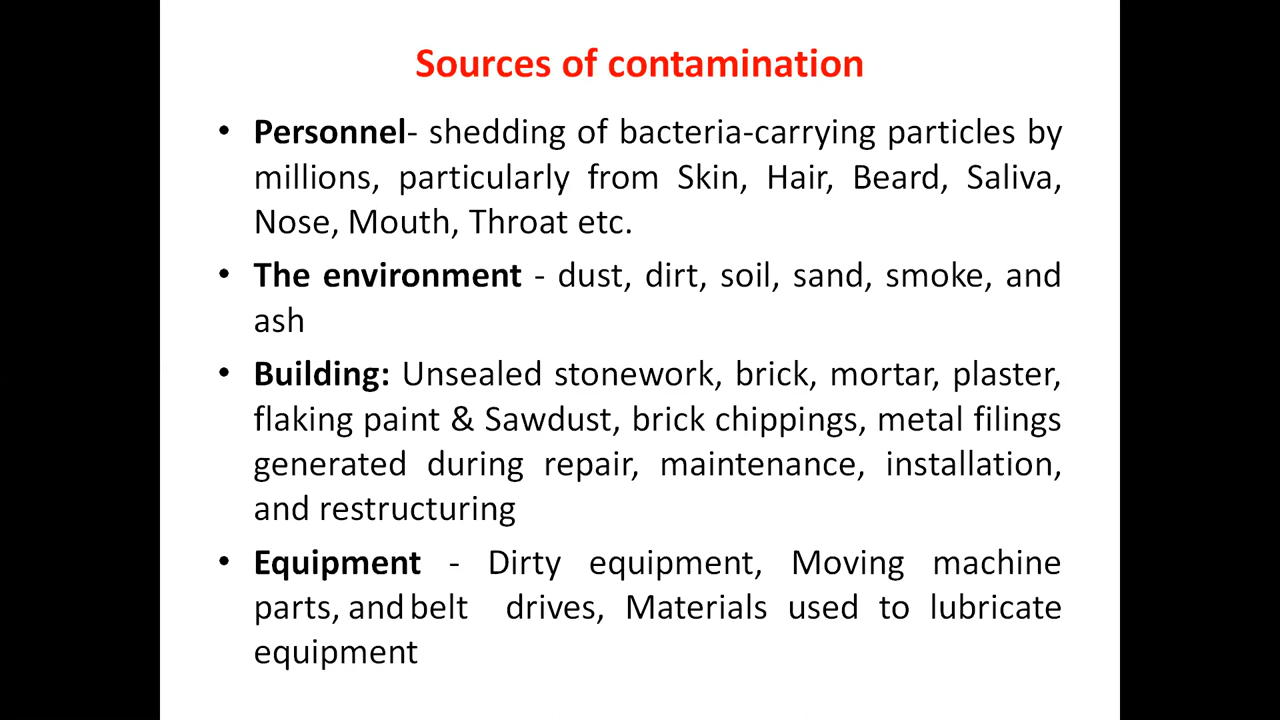 Sources of contamination
• Personnel- shedding of bacteria-carrying particles by
millions, particularly from Skin, Hair, Beard, Saliva,
Nose, Mouth, Throat etc.
• The environment - dust, dirt, soil, sand, smoke, and
ash
• Building: Unsealed stonework, brick, mortar, plaster,
flaking paint & Sawdust, brick chippings, metal filings
generated during repair, maintenance, installation,
and restructuring
• Equipment - Dirty equipment, Moving machine
parts, and belt drives, Materials used to lubricate
equipment